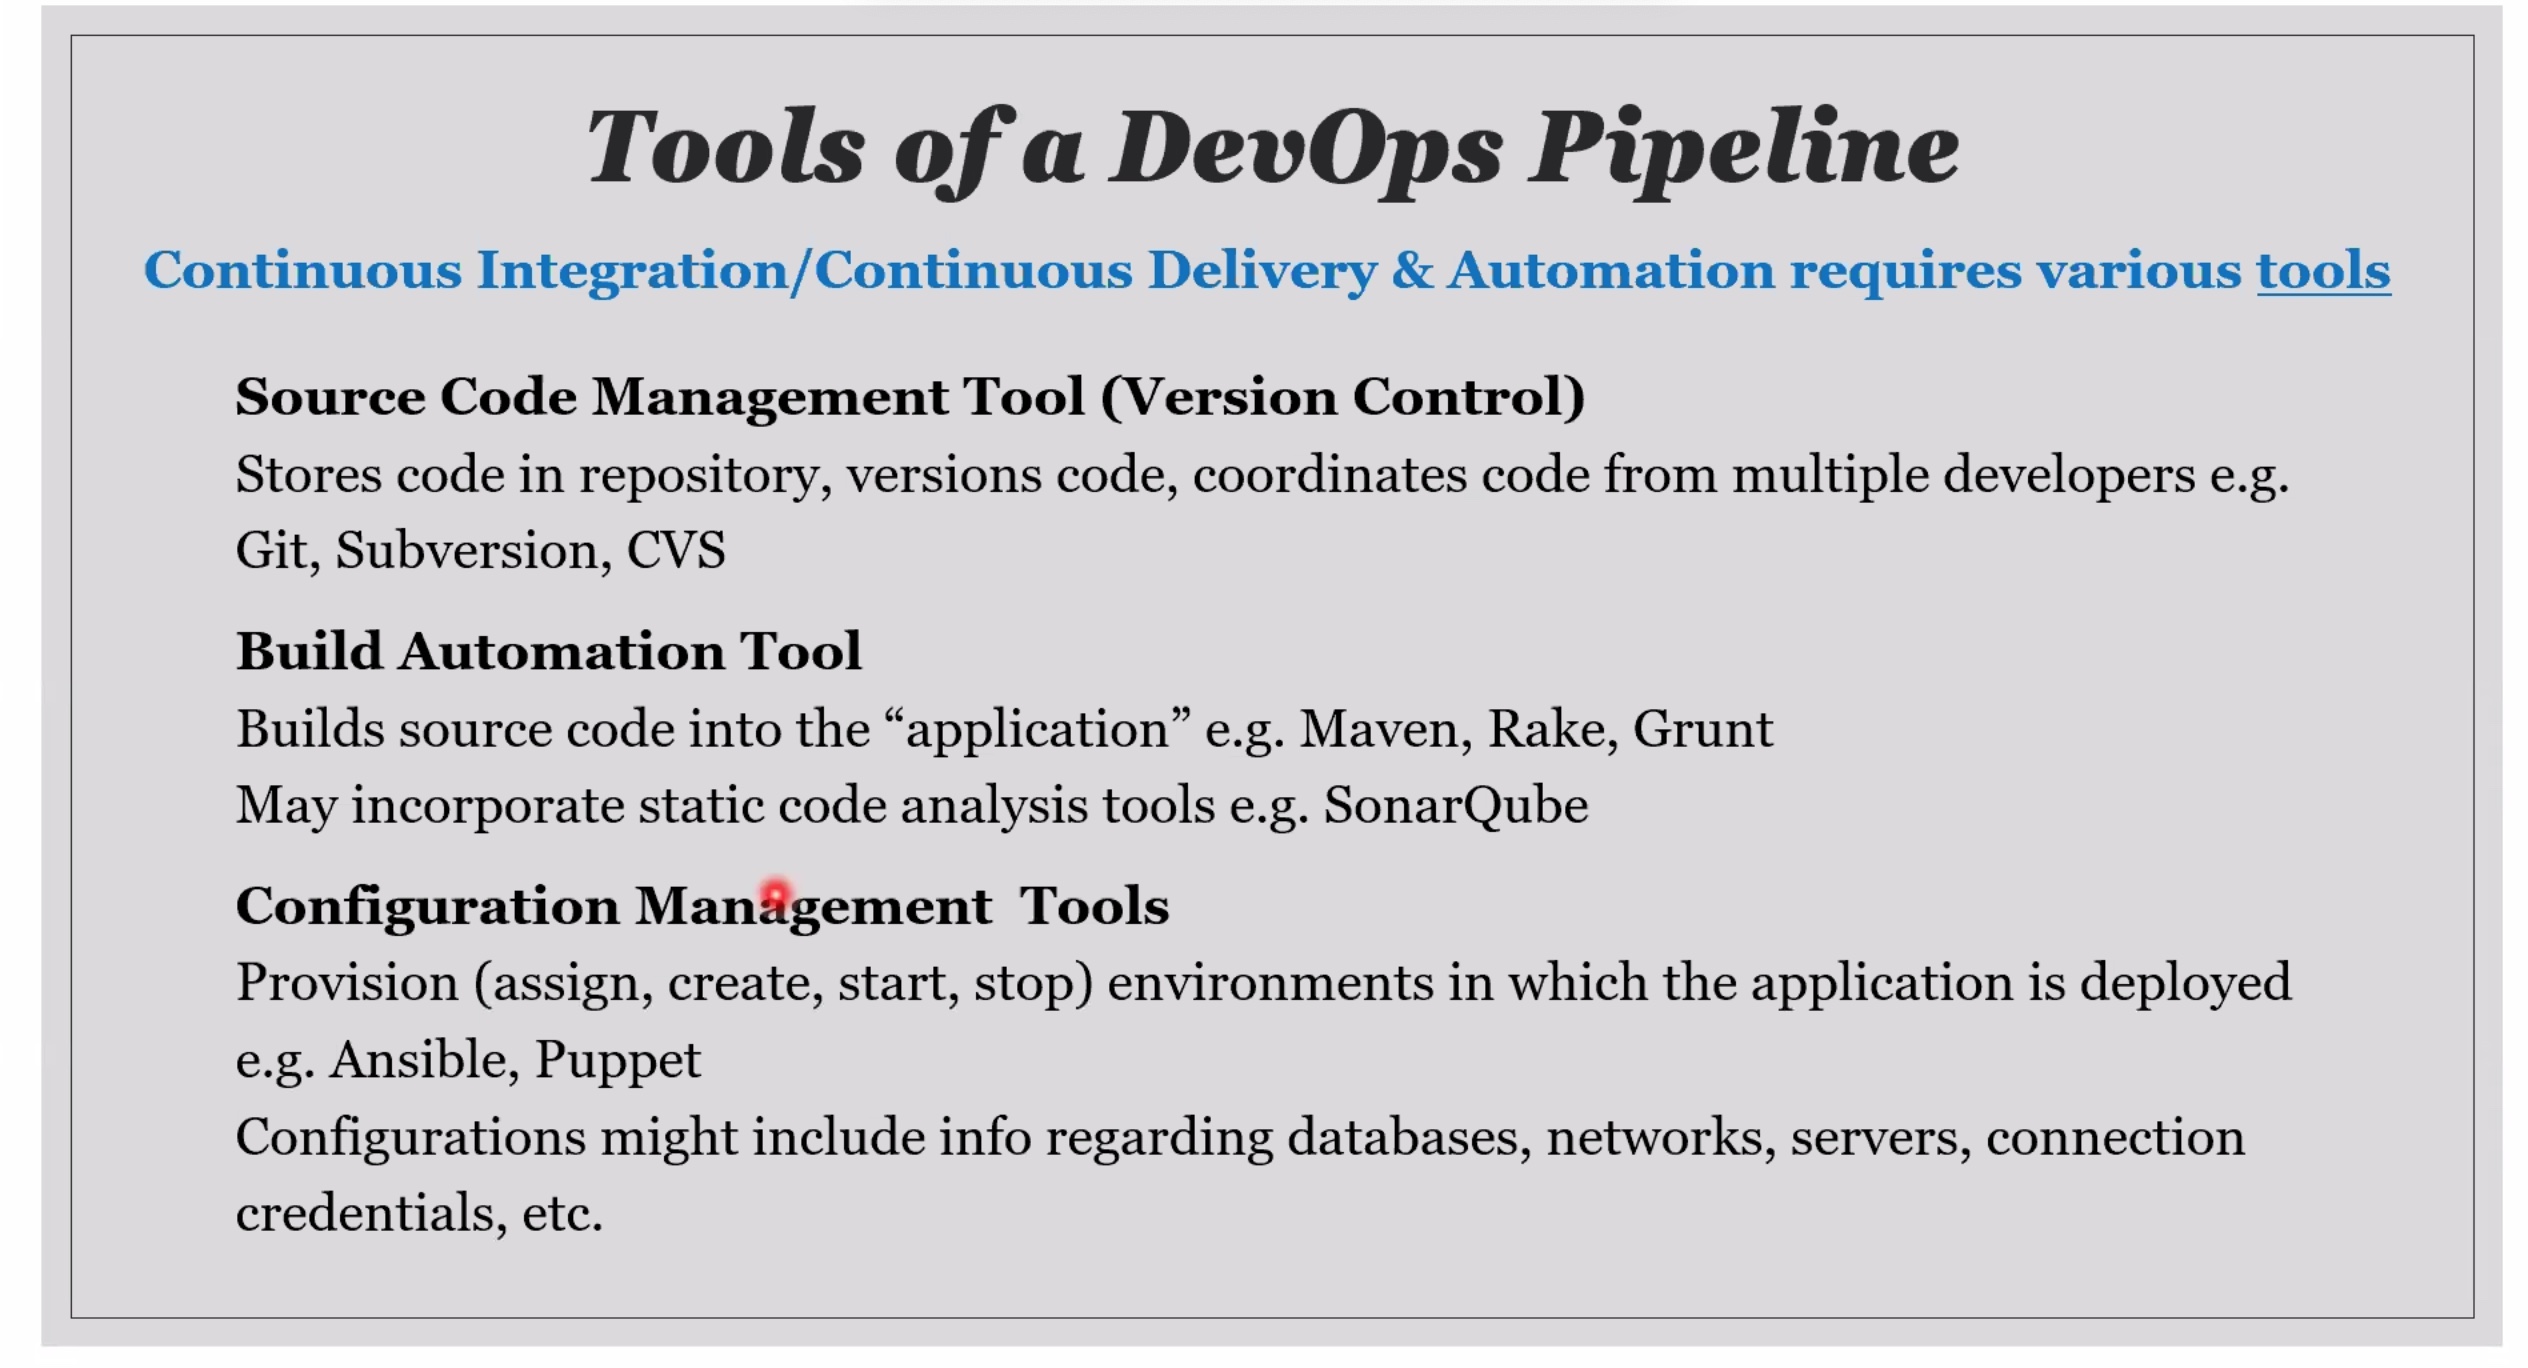 Tools of a DevOps Pipeline
Continuous Integration/Continuous Delivery & Automation requires various tools
Source Code Management Tool (Version Control)
Stores code in repository, versions code, coordinates code from multiple developers e.g.
Git, Subversion, CVS
Build Automation Tool
Builds source code into the “application” e.g. Maven, Rake, Grunt
May incorporate static code analysis tools e.g. SonarQube
Configuration Management  Tools
Provision (assign, create, start, stop) environments in which the application is deployed
e.g. Ansible, Puppet
Configurations might include info regarding databases, networks, servers, connection
credentials, etc.